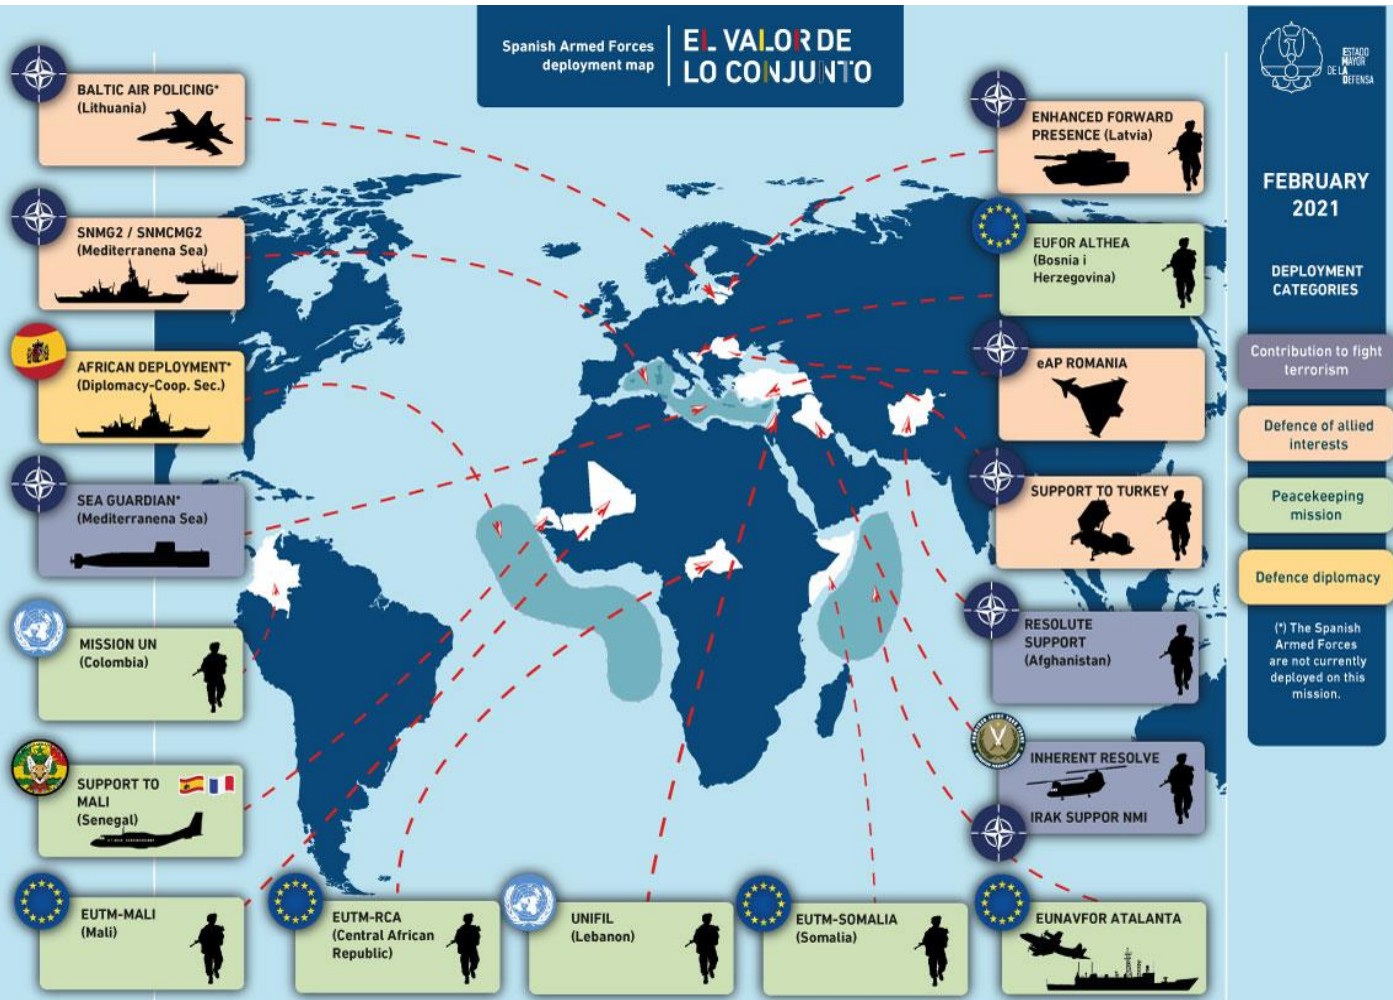 Spanish Armed Forces
deployment map
EL VALOR DE
LO CONJUNTO
ESTADO
MAYOR
DE LA DEFENSA
BALTIC AIR POLICING*
(Lithuania)
SNMG2 / SNMCMG2
(Mediterranena Sea)
AFRICAN DEPLOYMENT*
(Diplomacy-Coop. Sec.)
SEA GUARDIAN*
(Mediterranena Sea)
MISSION UN
(Colombia)
SUPPORT TO
MALI
(Senegal)
EUTM-MALI
(Mali)
EUTM-RCA
(Central African
Republic)
UNIFIL
(Lebanon)
EUTM-SOMALIA
(Somalia)
EUNAVFOR ATALANTA
ENHANCED FORWARD
PRESENCE (Latvia)
EUFOR ALTHEA
(Bosnia i
Herzegovina)
eAP ROMANIA
SUPPORT TO TURKEY
RESOLUTE
SUPPORT
(Afghanistan)
INHERENT RESOLVE
IRAK SUPPOR NMI
FEBRUARY
2021
DEPLOYMENT
CATEGORIES
Contribution to fight
terrorism
Defence of allied
interests
Peacekeeping
mission
Defence diplomacy
(*) The Spanish
Armed Forces
are not currently
deployed on this
mission.